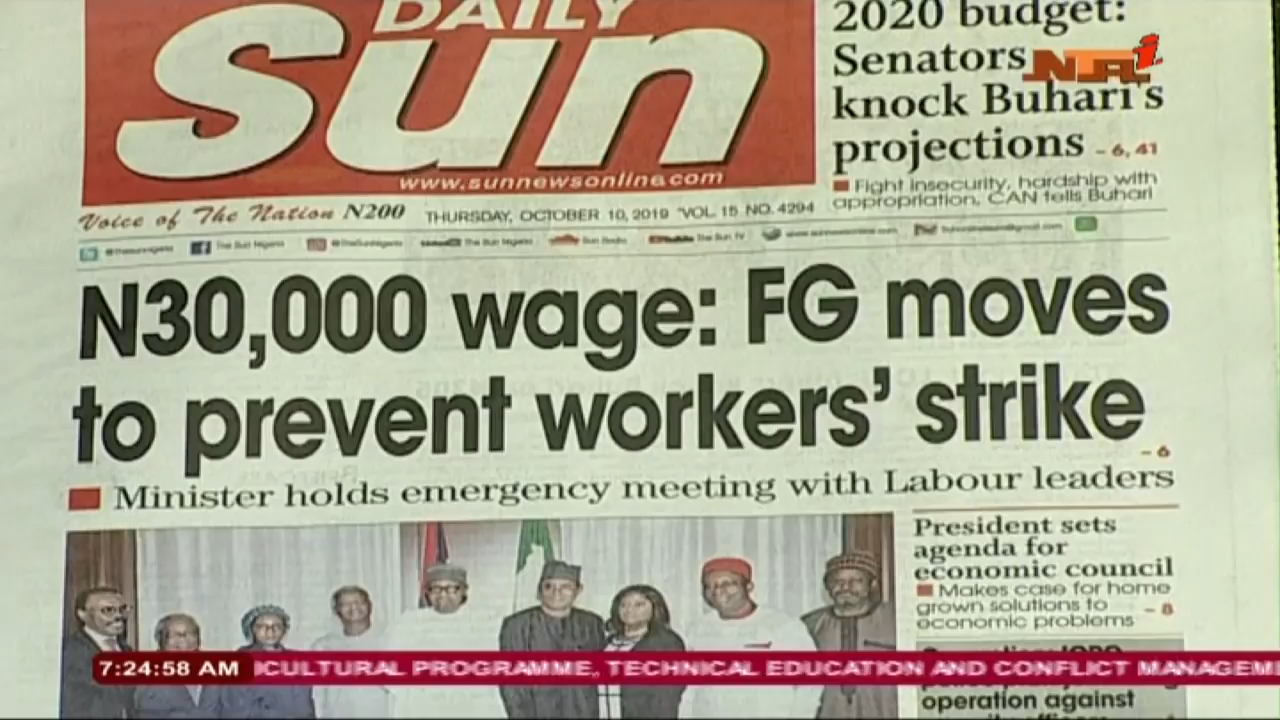 DAILY
Sun
www.sunnewsonline.com
2020 budget:
Senators
knock Buhari's
projections - 6, 41
Fight insecurity, hardship with
appropriation, CAN tells Buhari
NTAi
Voice of The Nation N200 THURSDAY, OCTOBER 10, 2019 VOL. 15 NO. 4294
The Sun Nigeria
N30,000 wage: FG moves
to prevent workers' strike
- 6
Minister holds emergency meeting with Labour leaders
President sets
agenda for
economic council
Makes case for home
grown solutions to
economic problems - 8
operation against
7:24:58 AM ICULTURAL PROGRAMME, TECHNICAL EDUCATION AND CONFLICT MANAGEM